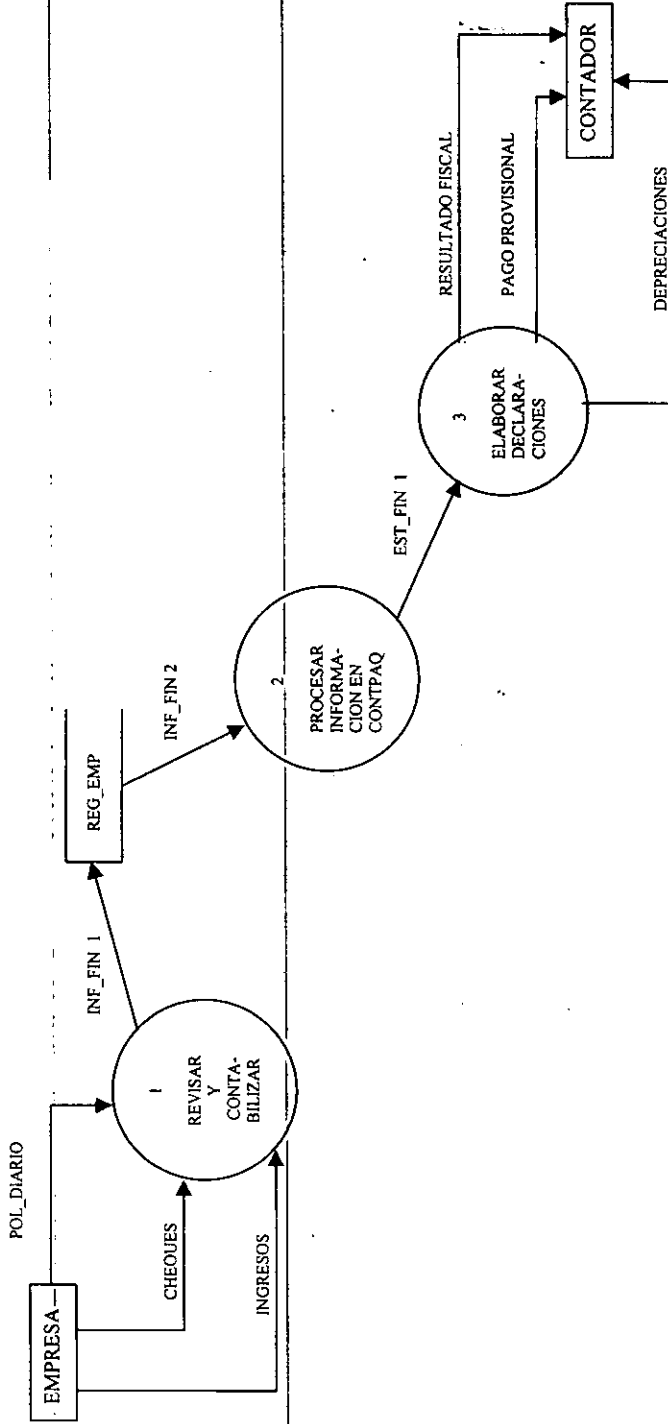 EMPRESA
POL_DIARIO
CHEQUES
INGRESOS
1
REVISAR
Y
CONTA-
BILIZAR
INF_FIN 1
REG_EMP
INF_FIN 2
2
PROCESAR
INFORMA-
CION EN
CONTPAQ
EST_FIN 1
3
ELABORAR
DECLARA-
CIONES
RESULTADO FISCAL
PAGO PROVISIONAL
DEPRECIACIONES
CONTADOR